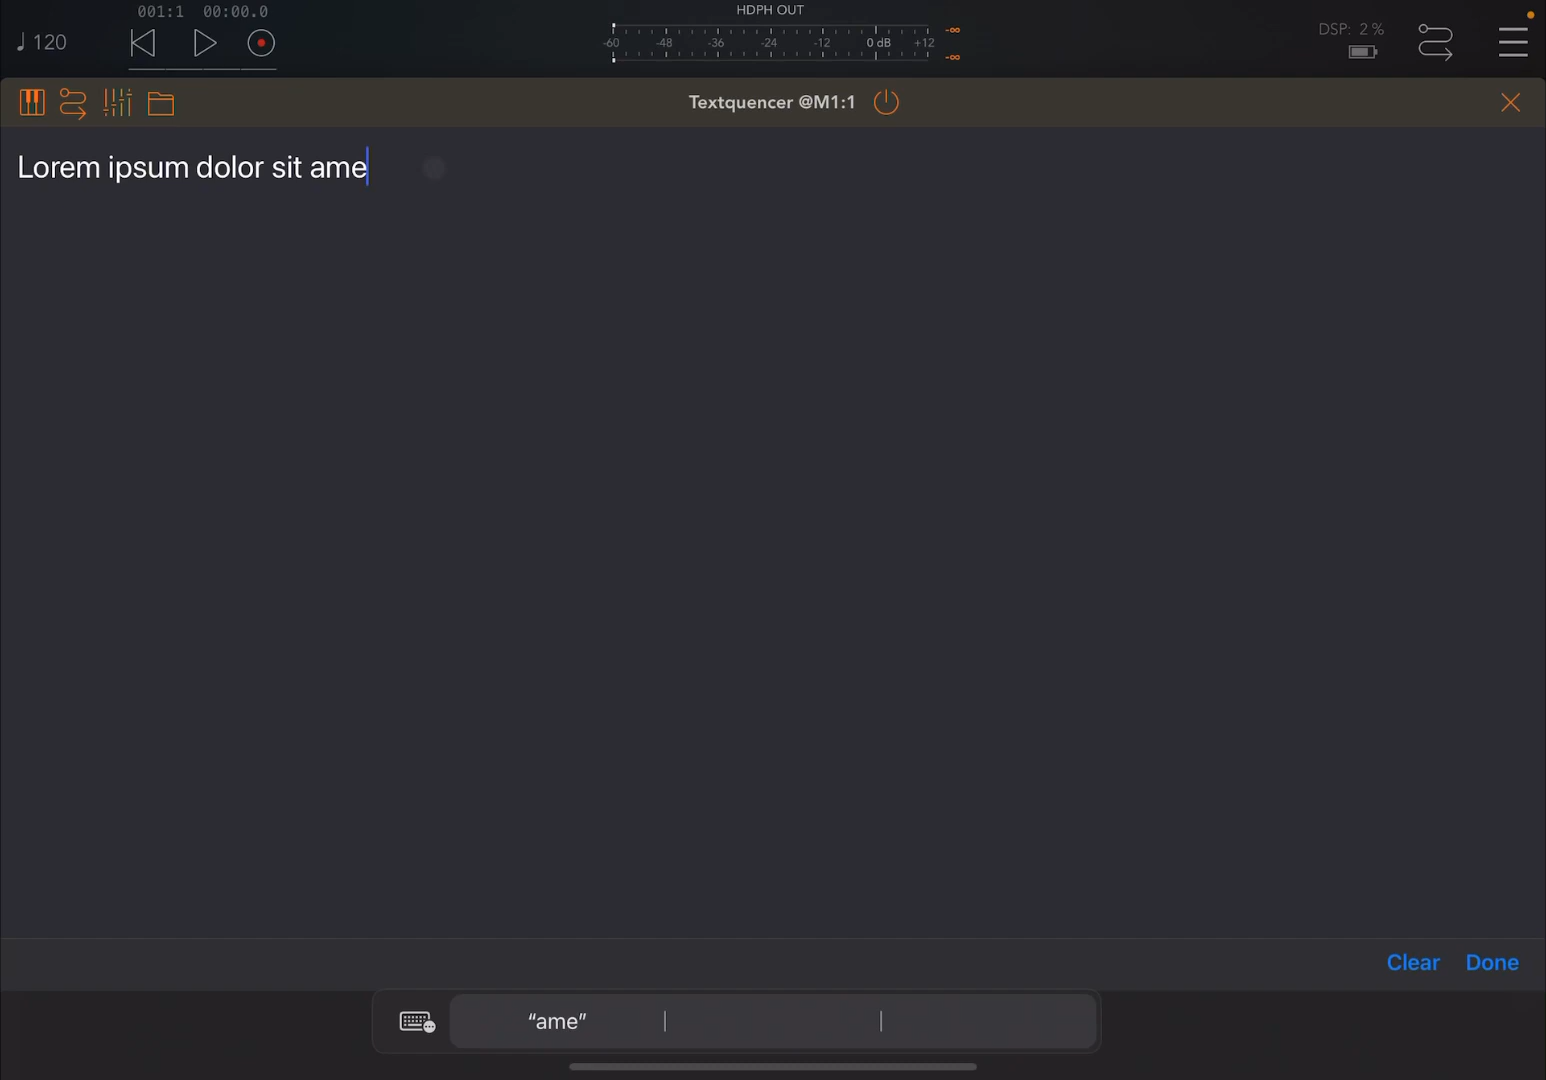 001:1 00:00.0
HDPH OUT
♩ 120
-60 -48 -36 -24 -12 0 dB +12
-∞
-∞
DSP: 2 %
Textquencer @M1:1
Lorem ipsum dolor sit ame
Clear Done
“ame”